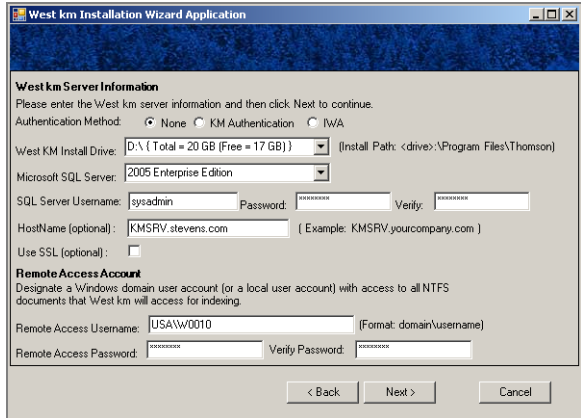 West km Installation Wizard Application
West km Server Information
Please enter the West km server information and then click Next to continue.
Authentication Method: None KM Authentication IWA
West KM Install Drive: D:\ { Total = 20 GB (Free = 17 GB) } (Install Path: <drive>:\Program Files\Thomson)
Microsoft SQL Server: 2005 Enterprise Edition
SQL Server Username: sysadmin Password: ******** Verify: ********
HostName (optional) : KMSRV.stevens.com ( Example: KMSRV.yourcompany.com )
Use SSL (optional) :
Remote Access Account
Designate a Windows domain user account (or a local user account) with access to all NTFS
documents that West km will access for indexing.
Remote Access Username: USA\W0010 (Format: domain\username)
Remote Access Password: ******** Verify Password: ********
< Back Next > Cancel